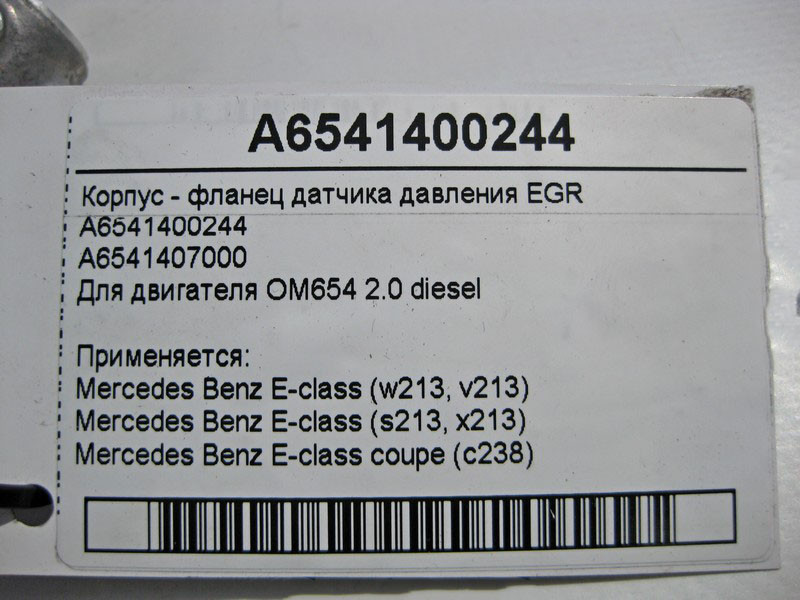 A6541400244
Корпус - фланец датчика давления EGR
A6541400244
A6541407000
Для двигателя OM654 2.0 diesel
Применяется:
Mercedes Benz E-class (w213, v213)
Mercedes Benz E-class (s213, x213)
Mercedes Benz E-class coupe (c238)